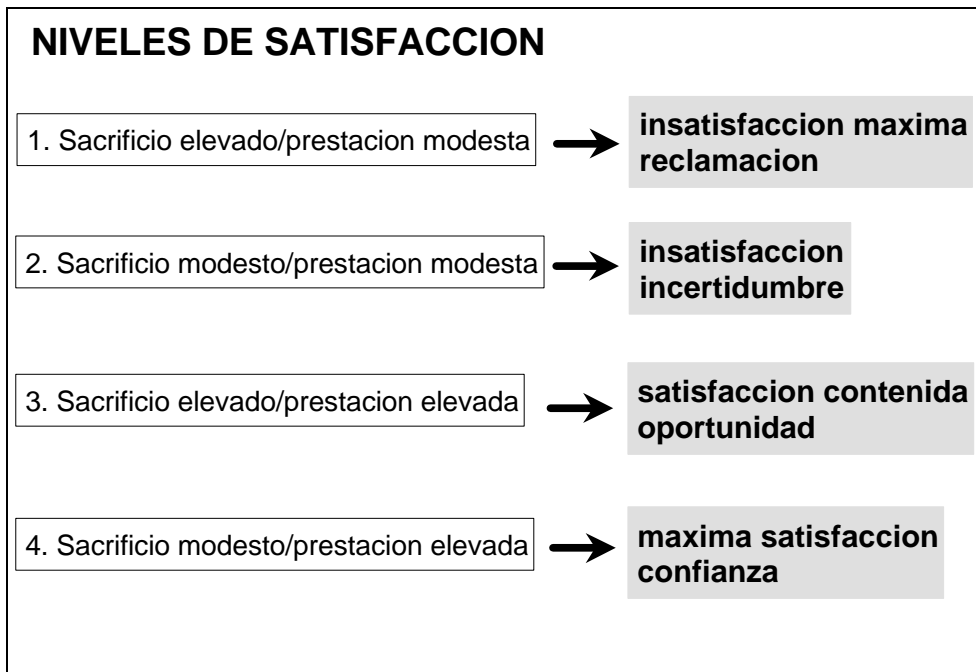 NIVELES DE SATISFACCION
1. Sacrificio elevado/prestacion modesta
insatisfaccion maxima
reclamacion
2. Sacrificio modesto/prestacion modesta
insatisfaccion
incertidumbre
3. Sacrificio elevado/prestacion elevada
satisfaccion contenida
oportunidad
4. Sacrificio modesto/prestacion elevada
maxima satisfaccion
confianza